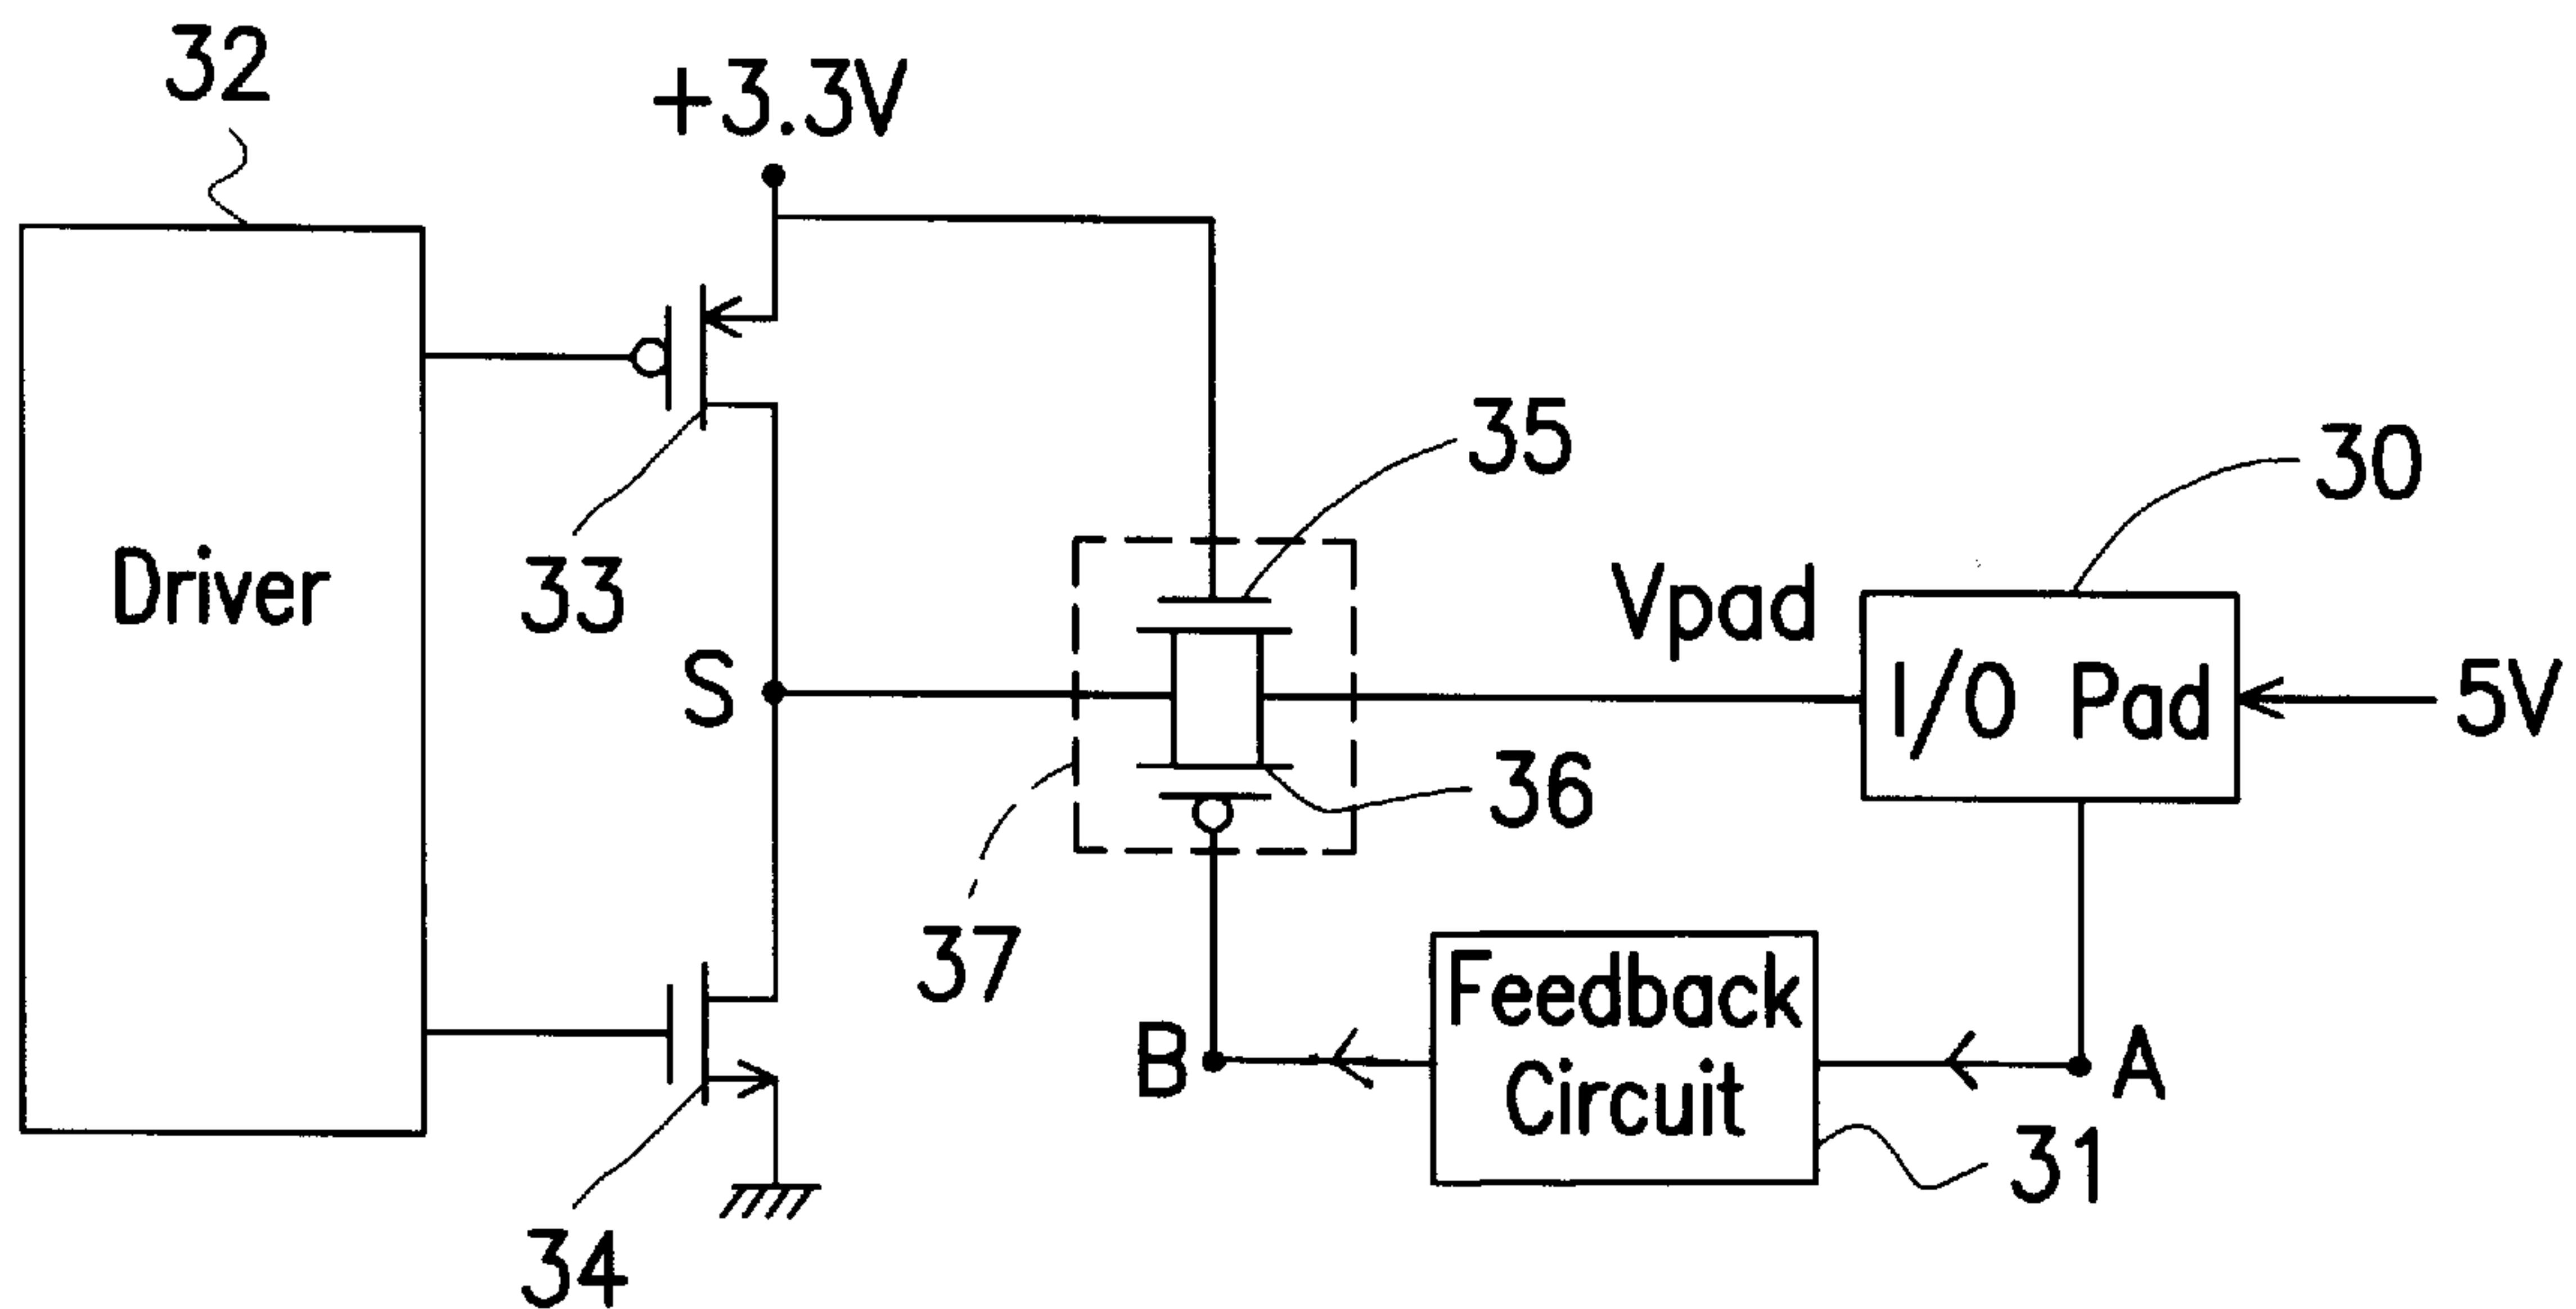 32
+3.3V
35
30
Driver
33
Vpad
S
I/O Pad
5V
36
37
Feedback
Circuit
B
A
31
34